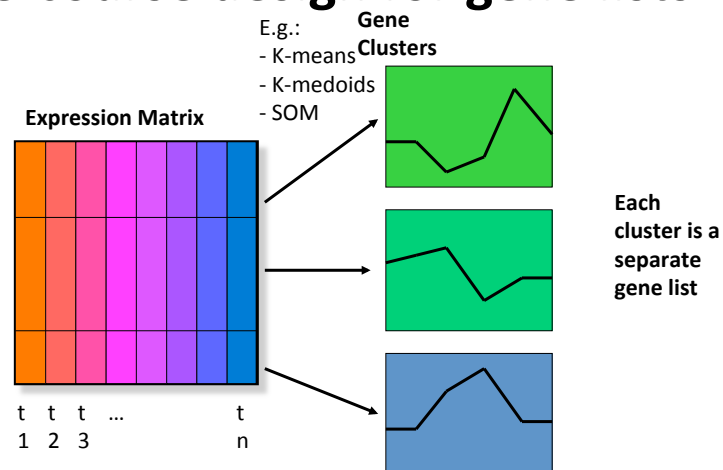 Gene
Clusters
E.g.:
- K-means
- K-medoids
- SOM
Expression Matrix
Each
cluster is a
separate
gene list
t t t ... t
1 2 3 n